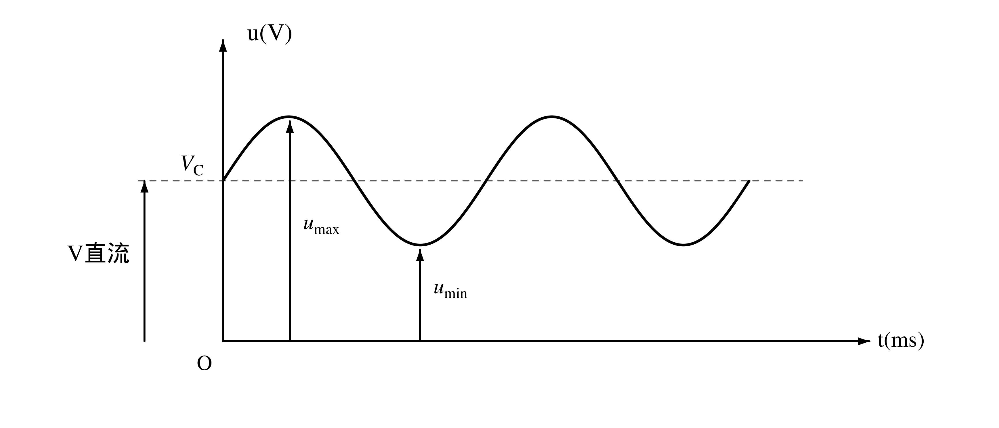 u(V)
VC
umax
V直流
umin
t(ms)
O